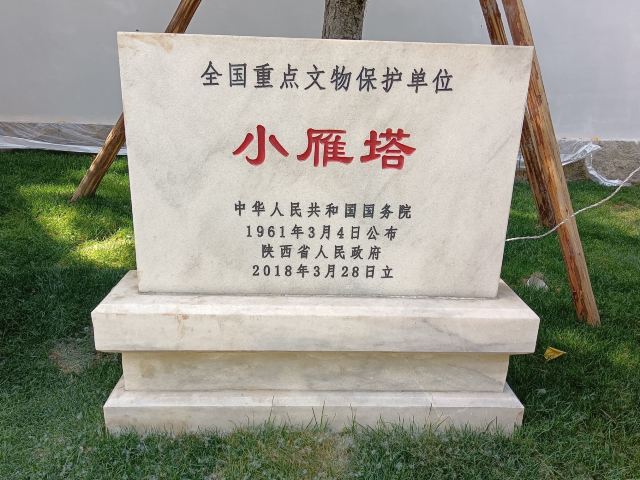 全国重点文物保护单位
小雁塔
中华人民共和国国务院
1961年3月4日公布
陕西省人民政府
2018年3月28日立